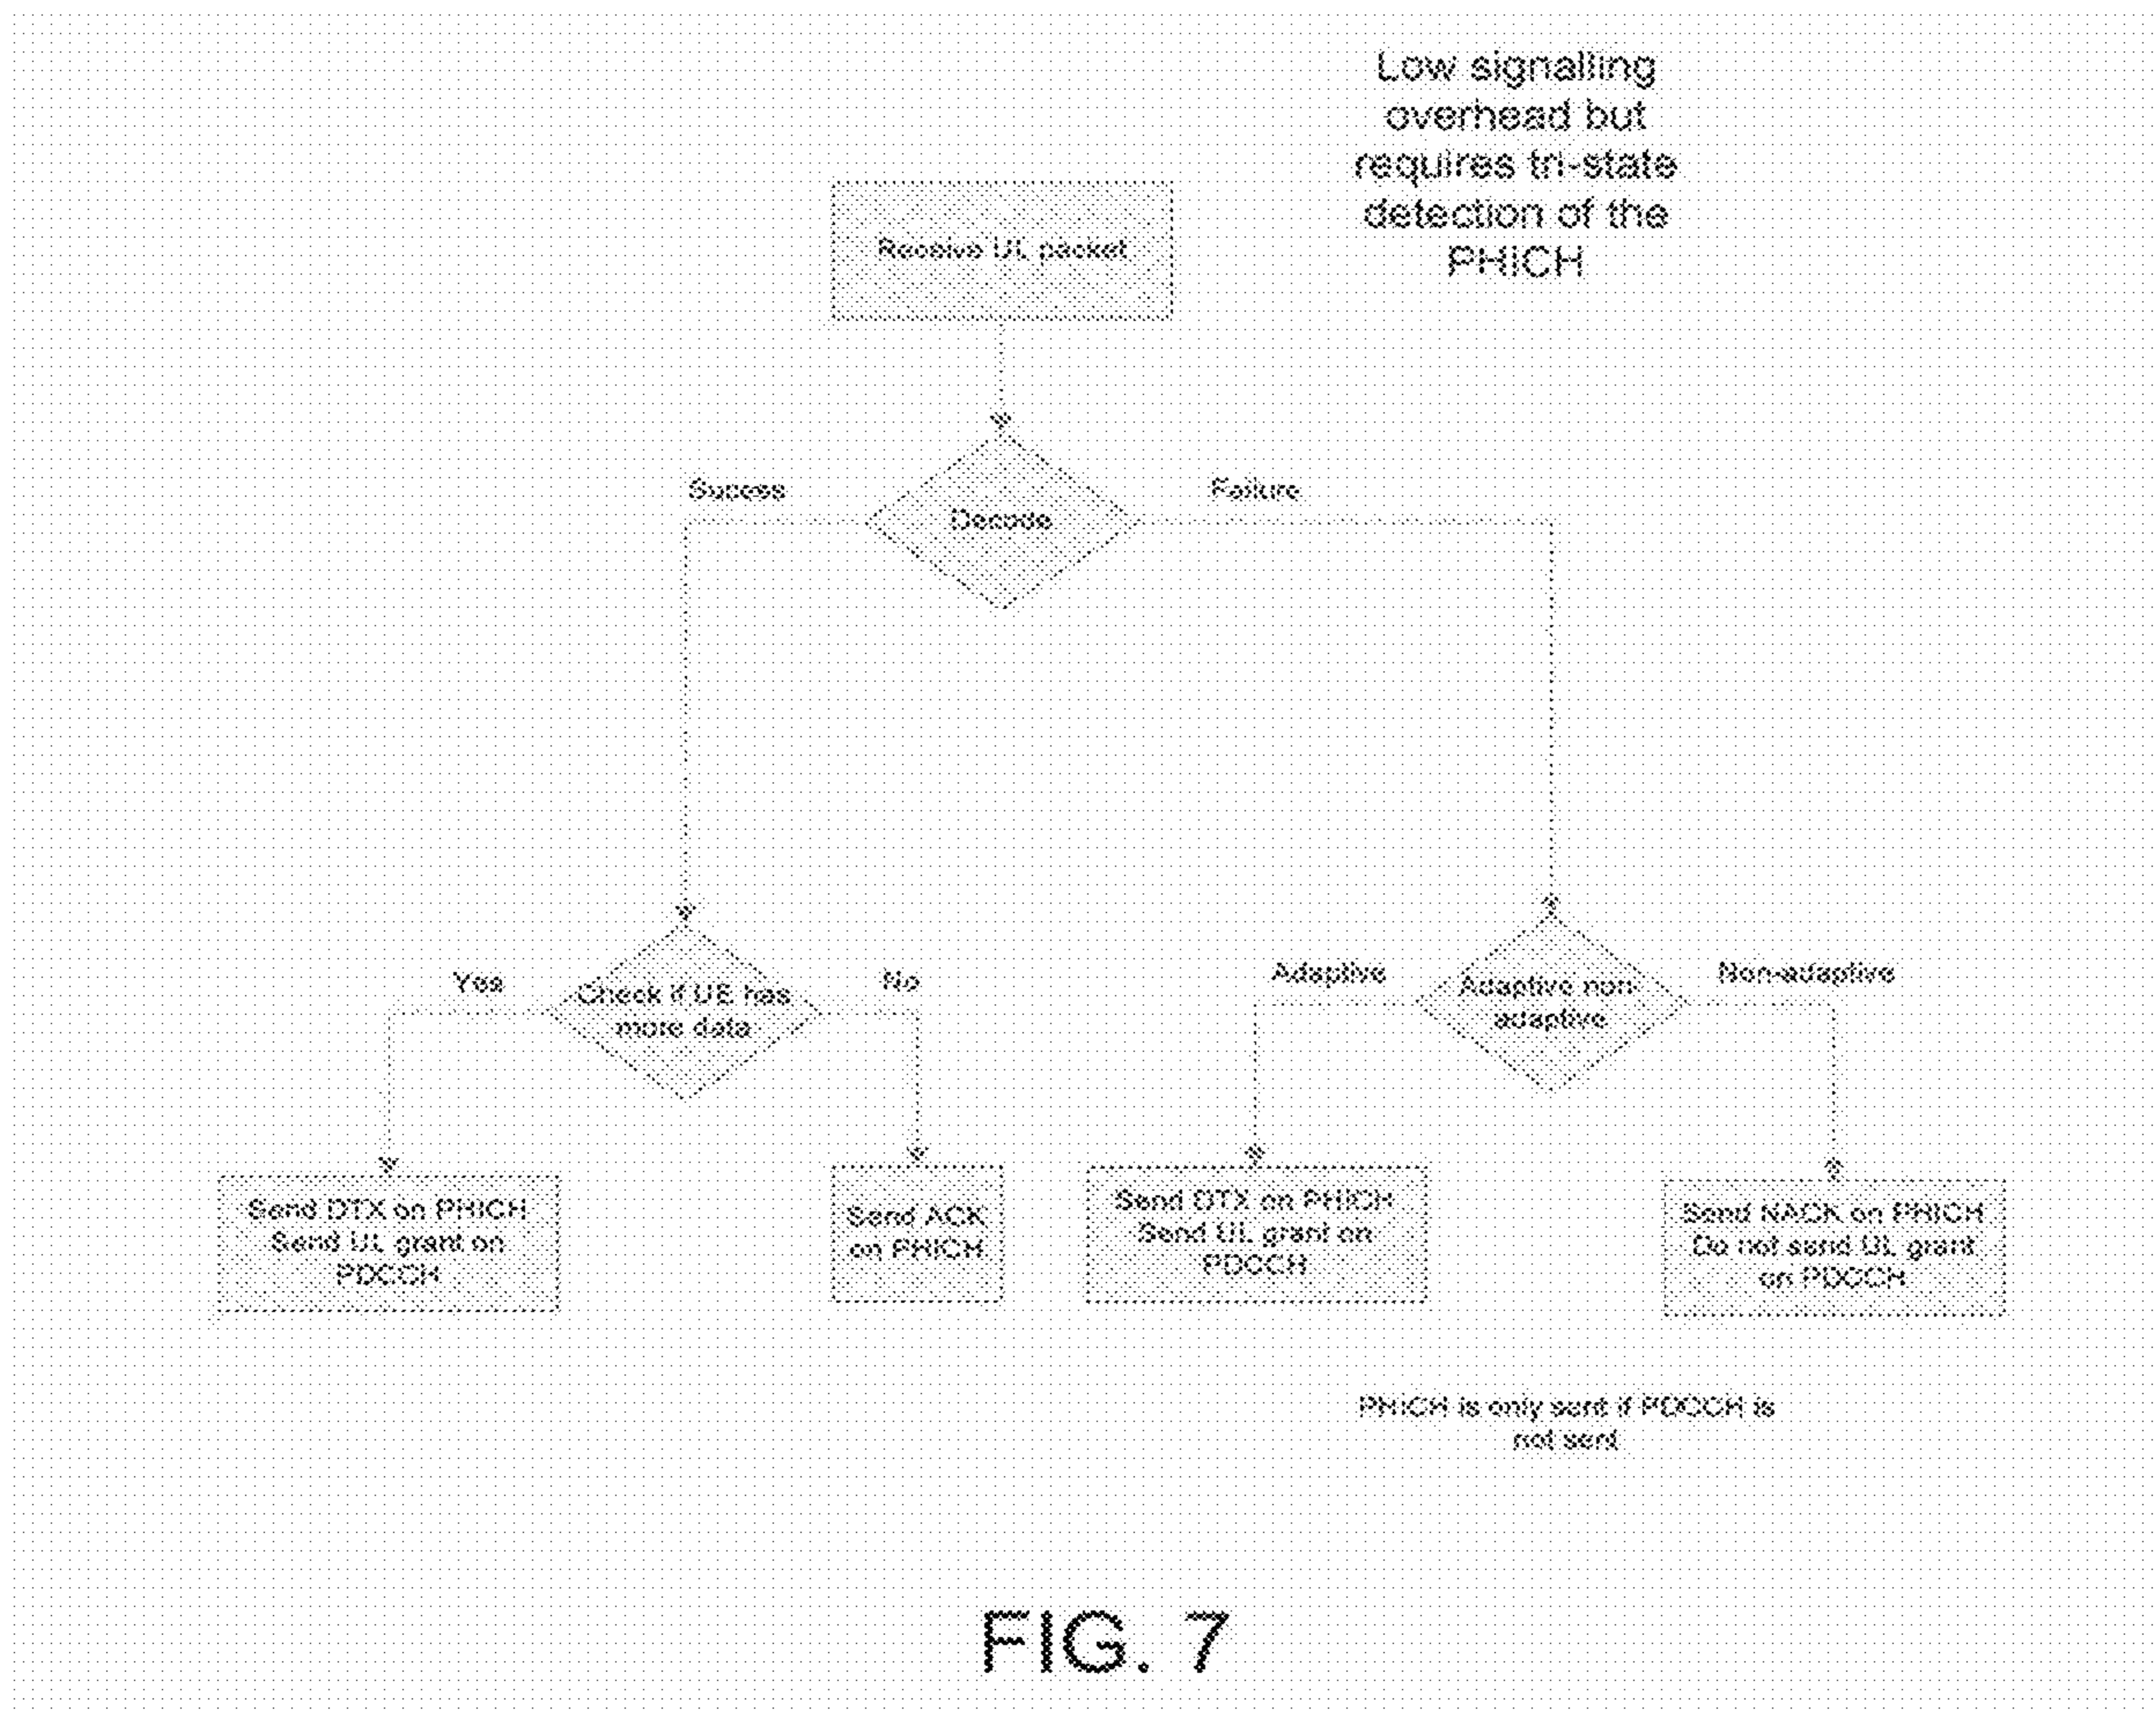 Low signalling
overhead but
requires tri-state
detection of the
PHICH
Receive UL packet
Sucess
Failure
Decode
Yes
Check if UE has
more data
No
Adaptive
Adaptive non-
adaptive
Non-adaptive
Send DTX on PHICH
Send UL grant on
PDCCH
Send ACK
on PHICH
Send DTX on PHICH
Send UL grant on
PDCCH
Send NACK on PHICH
Do not send UL grant
on PDCCH
PHICH is only sent if PDCCH is
not sent
FIG. 7